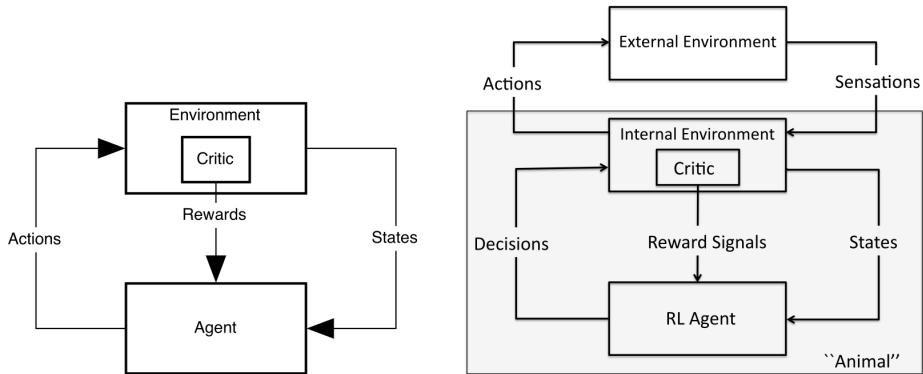 Environment
Critic
Rewards
Actions
States
Agent
External Environment
Actions
Sensations
Internal Environment
Critic
Decisions
Reward Signals
States
RL Agent
``Animal''